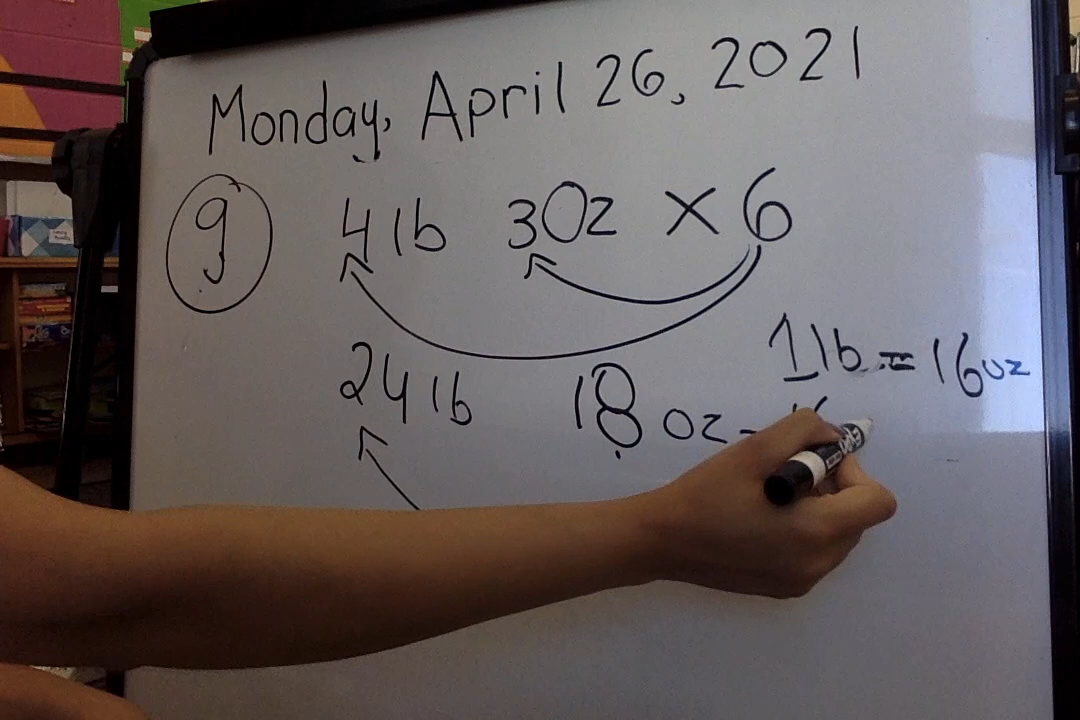 Monday, April 26, 2021
9 4 lb 3 Oz × 6
1 lb = 16 oz
24 lb 18 oz -